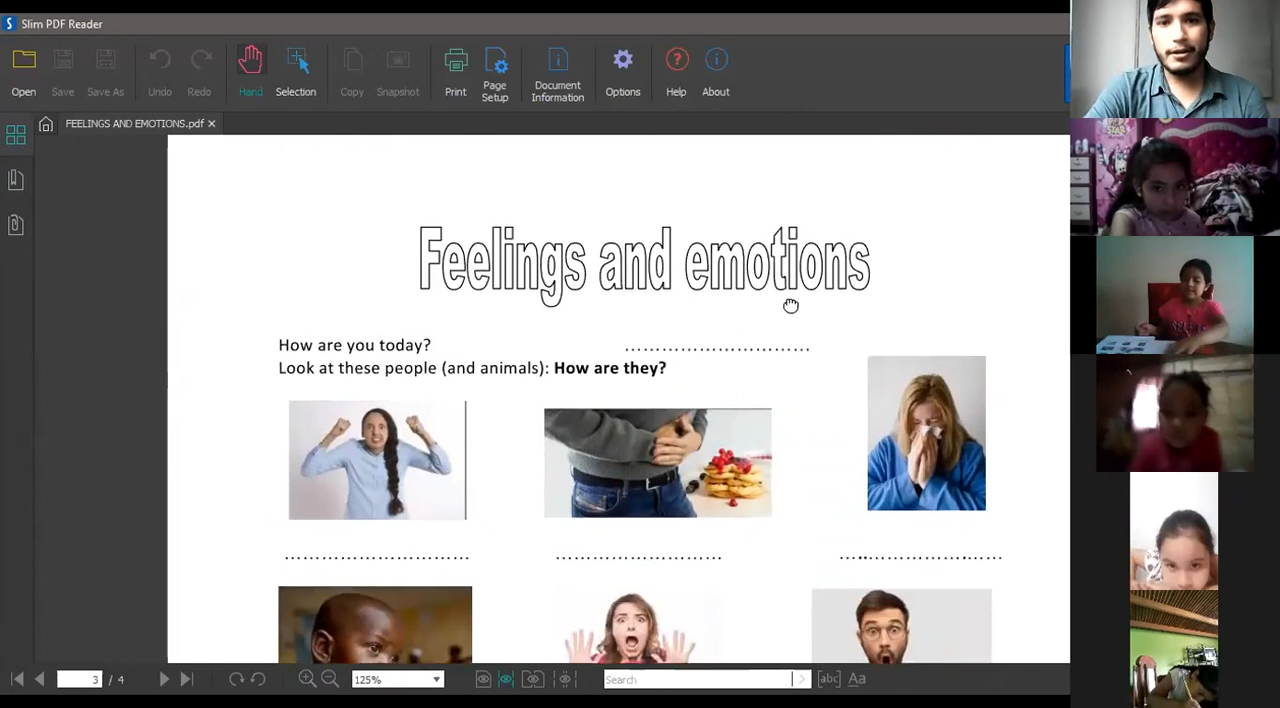 Slim PDF Reader
Open Save Save As Undo Redo Hand Selection Copy Snapshot Print Page Setup Document Information Options Help About
FEELINGS AND EMOTIONS.pdf
Feelings and emotions
How are you today? ..............................
Look at these people (and animals): How are they?
3 / 4 125% Search abc Aa